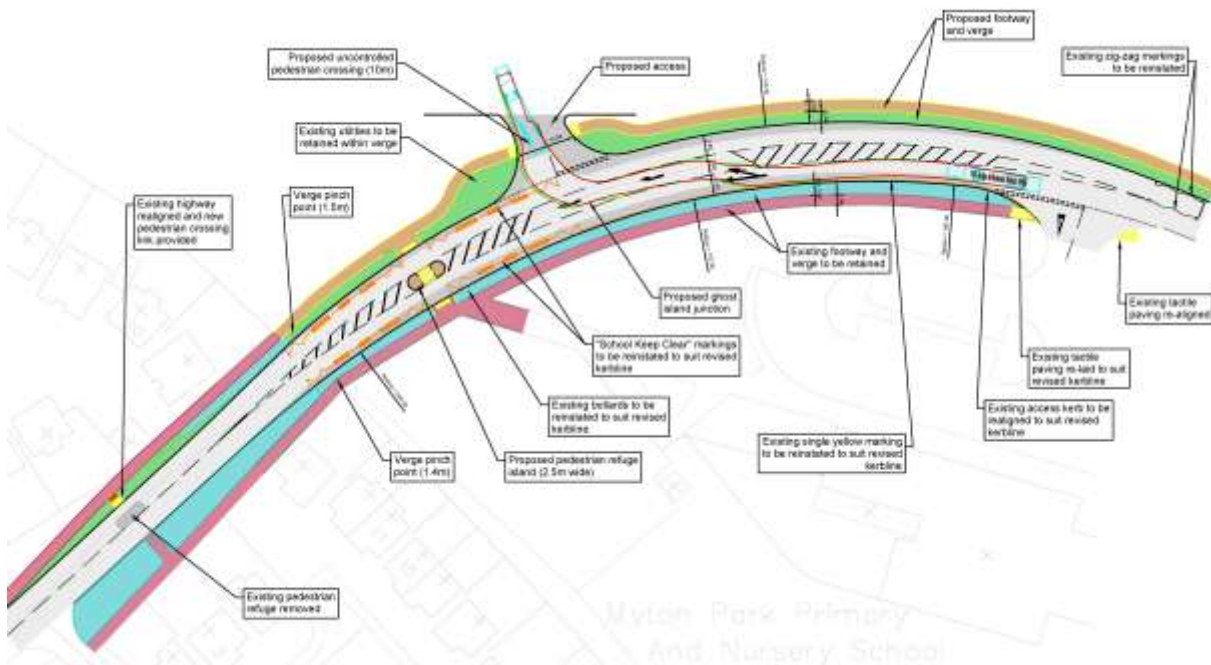 Proposed footway
and verge
Proposed uncontrolled
pedestrian crossing (10m)
Proposed access
Existing zig-zag markings
to be reinstated
Existing utilities to be
retained within verge
Verge pinch
point (1.5m)
Existing highway
realigned and new
pedestrian crossing
link provided
Existing footway and
verge to be retained
Proposed ghost
island junction
Existing tactile
paving re-aligned
"School Keep Clear" markings
to be reinstated to suit revised
kerbline
Existing tactile
paving re-laid to suit
revised kerbline
Existing bollards to be
reinstated to suit revised
kerbline
Existing access kerb to be
realigned to suit revised
kerbline
Existing single yellow marking
to be reinstated to suit revised
kerbline
Verge pinch
point (1.4m)
Proposed pedestrian refuge
island (2.5m wide)
Existing pedestrian
refuge removed
Myton Park Primary
And Nursery School